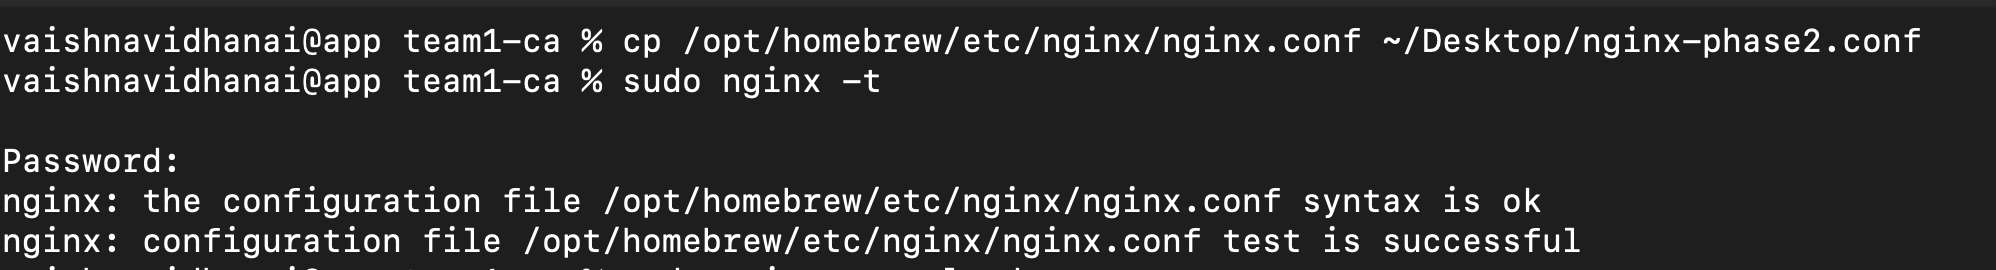 vaishnavidhanai@app team1-ca % cp /opt/homebrew/etc/nginx/nginx.conf ~/Desktop/nginx-phase2.conf
vaishnavidhanai@app team1-ca % sudo nginx -t
Password:
nginx: the configuration file /opt/homebrew/etc/nginx/nginx.conf syntax is ok
nginx: configuration file /opt/homebrew/etc/nginx/nginx.conf test is successful